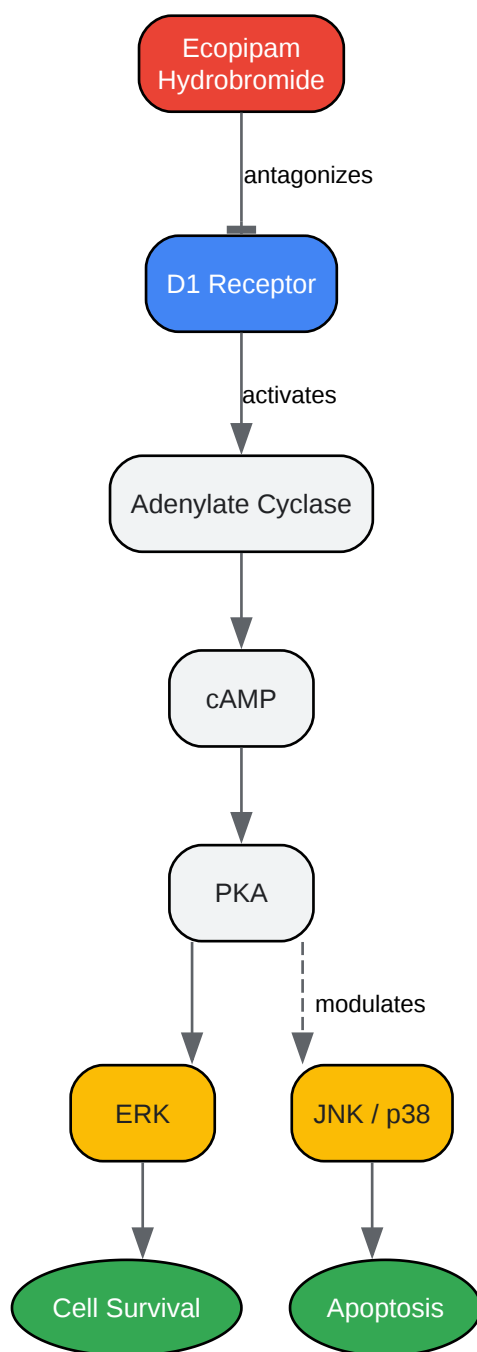 Ecopipam
Hydrobromide
antagonizes
D1 Receptor
activates
Adenylate Cyclase
cAMP
PKA
modulates
ERK
JNK / p38
Cell Survival
Apoptosis